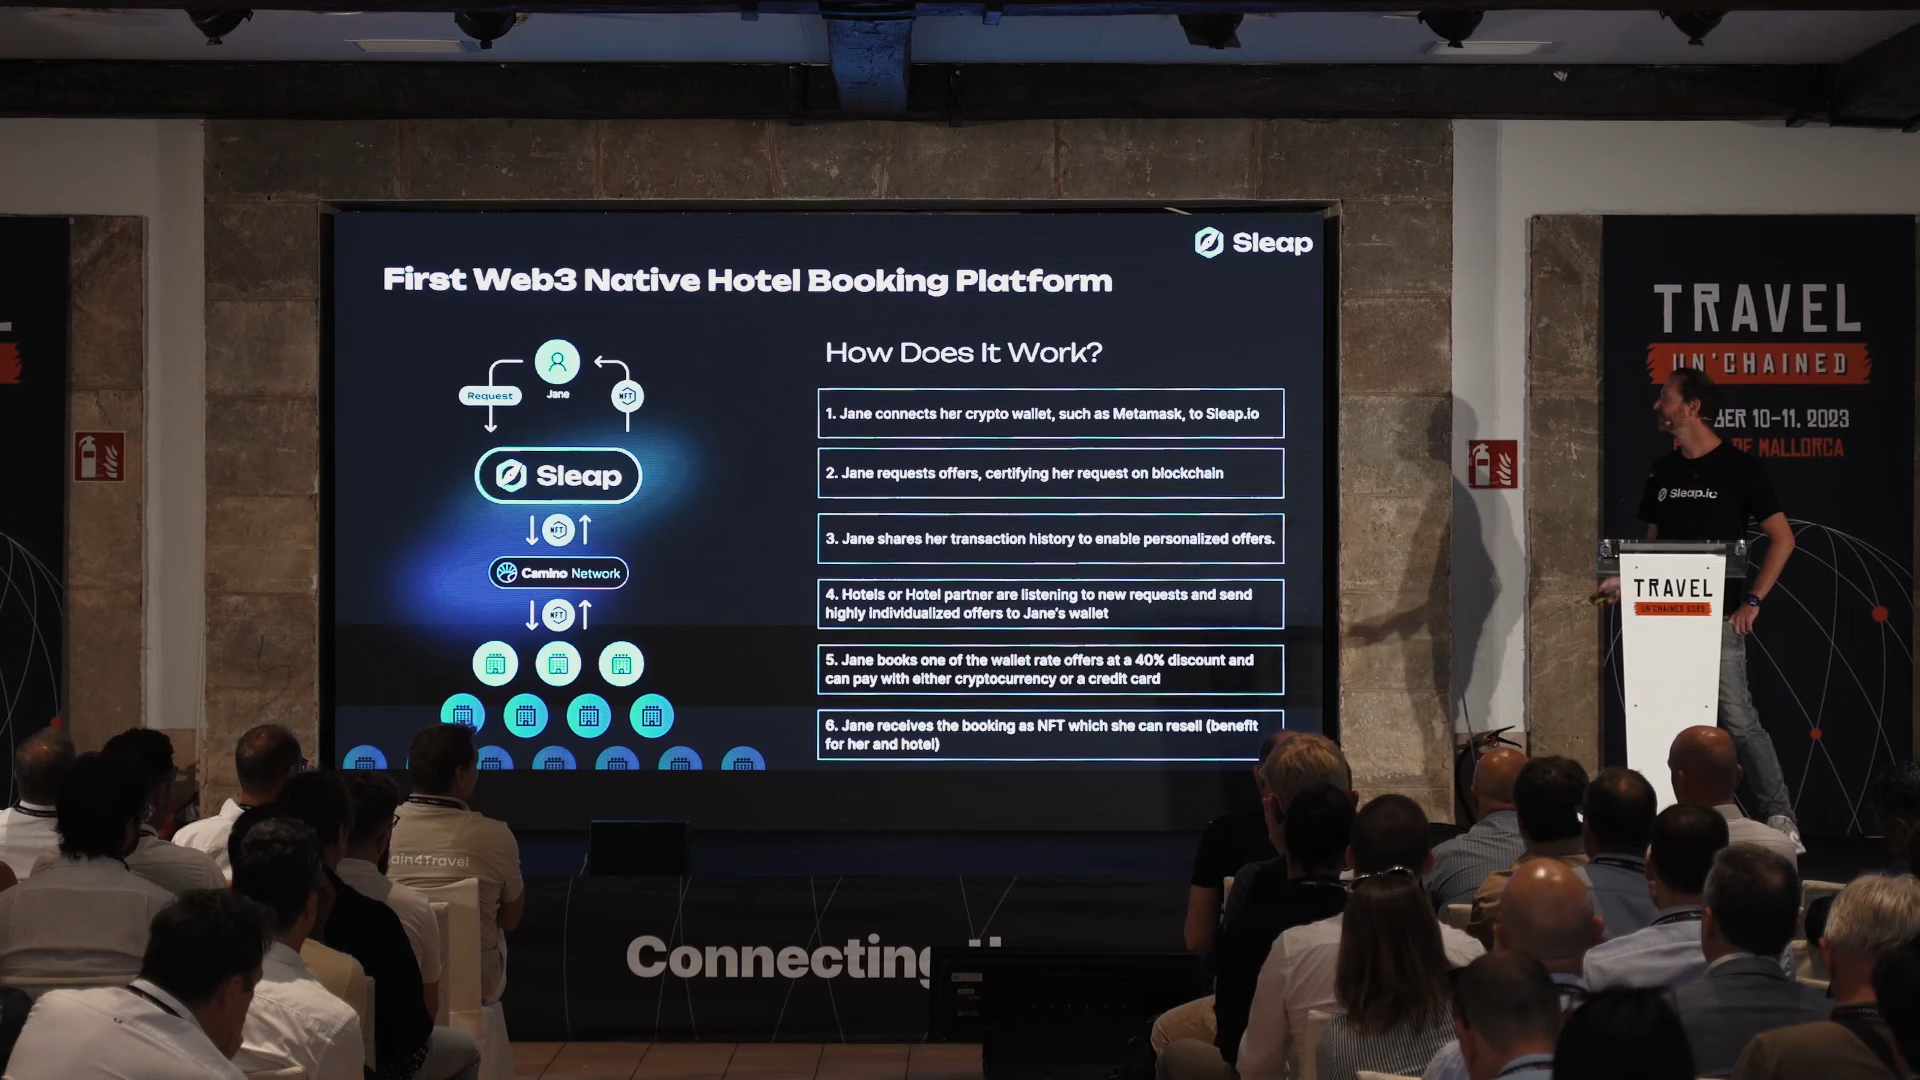 Sleap
First Web3 Native Hotel Booking Platform
Request
Jane
NFT
Sleap
NFT
Camino Network
NFT
How Does It Work?
1. Jane connects her crypto wallet, such as Metamask, to Sleap.io
2. Jane requests offers, certifying her request on blockchain
3. Jane shares her transaction history to enable personalized offers.
4. Hotels or Hotel partner are listening to new requests and send
highly individualized offers to Jane's wallet
5. Jane books one of the wallet rate offers at a 40% discount and
can pay with either cryptocurrency or a credit card
6. Jane receives the booking as NFT which she can resell (benefit
for her and hotel)
TRAVEL
UN'CHAINED
BER 10-11, 2023
DE MALLORCA
Sleap.io
TRAVEL
UN'CHAINED 2023
ain4Travel
Connecting